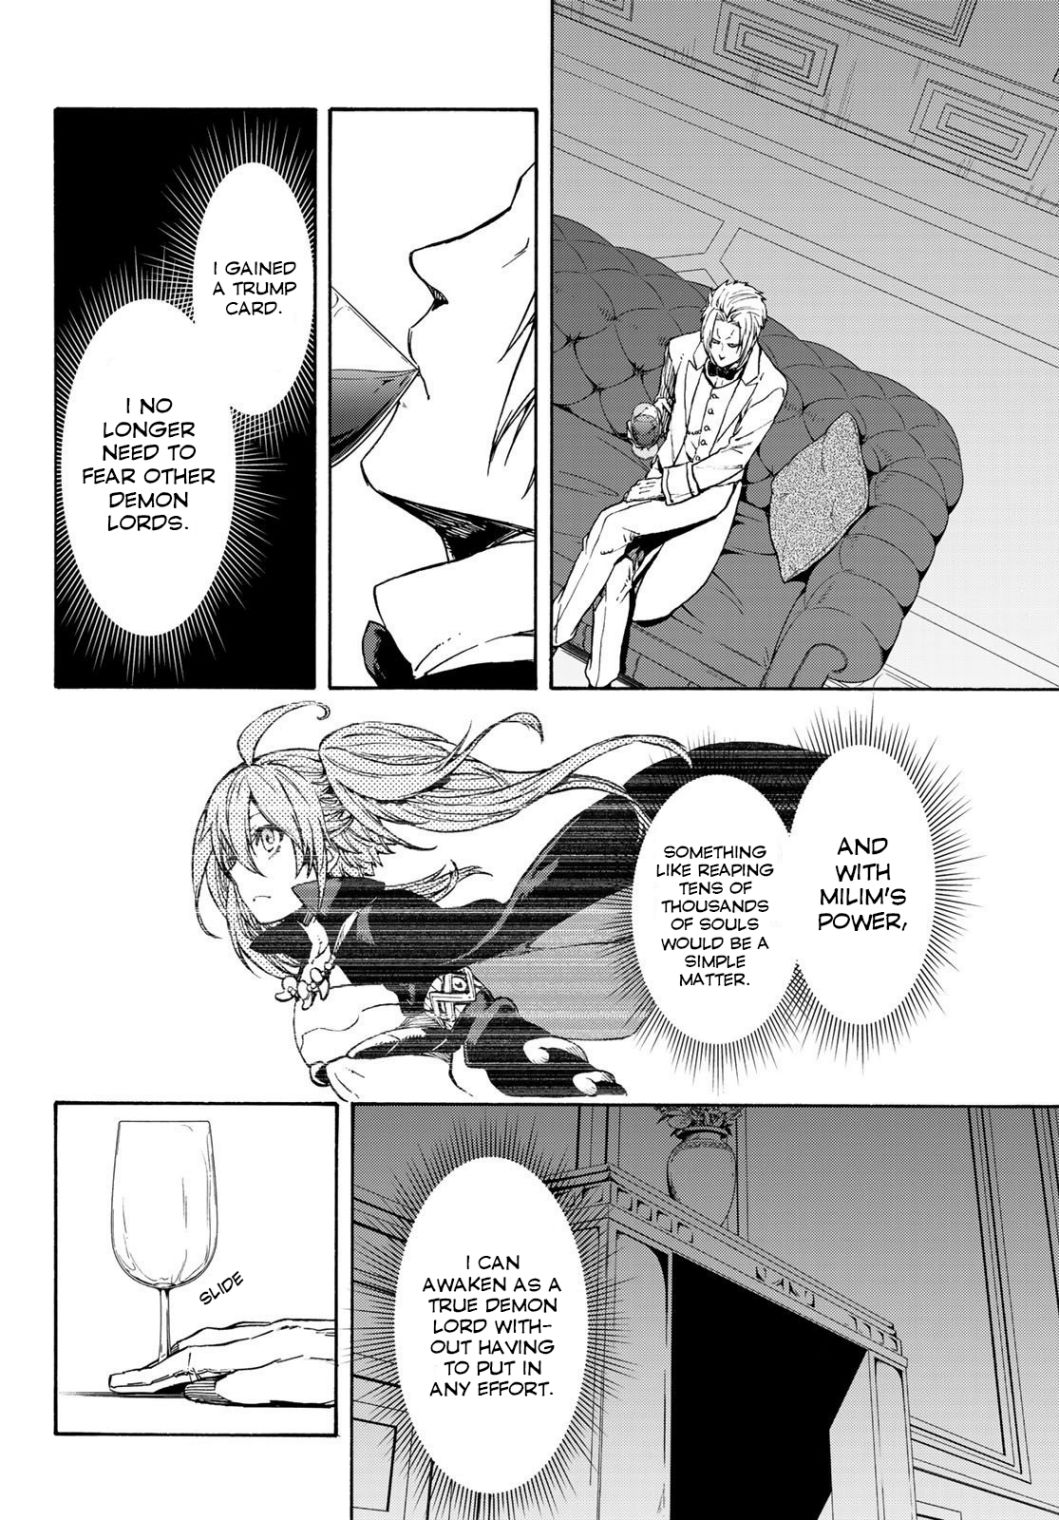 I GAINED
A TRUMP
CARD.
I NO
LONGER
NEED TO
FEAR OTHER
DEMON
LORDS.
AND
WITH
MILIM'S
POWER,
SOMETHING
LIKE REAPING
TENS OF
THOUSANDS
OF SOULS
WOULD BE A
SIMPLE
MATTER.
I CAN
AWAKEN AS A
TRUE DEMON
LORD WITH-
OUT HAVING
TO PUT IN
ANY EFFORT.
SLIDE